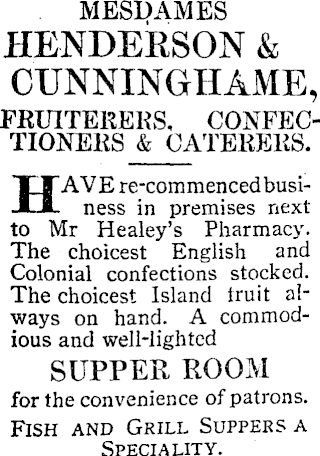 MESDAMES
HENDERSON &
CUNNINGHAME,
FRUITERERS, CONFEC-
TIONERS & CATERERS.
HAVE re-commenced busi-
ness in premises next
to Mr Healey's Pharmacy.
The choicest English and
Colonial confections stocked.
The choicest Island fruit al-
ways on hand. A commod-
ious and well-lighted
SUPPER ROOM
for the convenience of patrons.
FISH AND GRILL SUPPERS A
SPECIALITY.